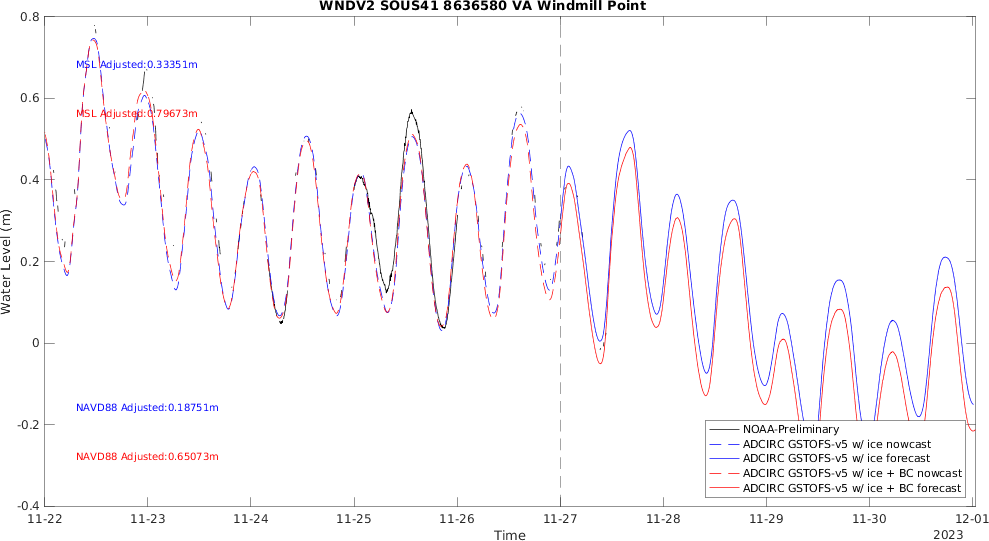 WNDV2 SOUS41 8636580 VA Windmill Point
0.8
0.6
0.4
0.2
0
-0.2
-0.4
Water Level (m)
MSL Adjusted:0.33351m
MSL Adjusted:0.79673m
NAVD88 Adjusted:0.18751m
NAVD88 Adjusted:0.65073m
NOAA-Preliminary
ADCIRC GSTOFS-v5 w/ ice nowcast
ADCIRC GSTOFS-v5 w/ ice forecast
ADCIRC GSTOFS-v5 w/ ice + BC nowcast
ADCIRC GSTOFS-v5 w/ ice + BC forecast
11-22 11-23 11-24 11-25 11-26 11-27 11-28 11-29 11-30 12-01
Time
2023